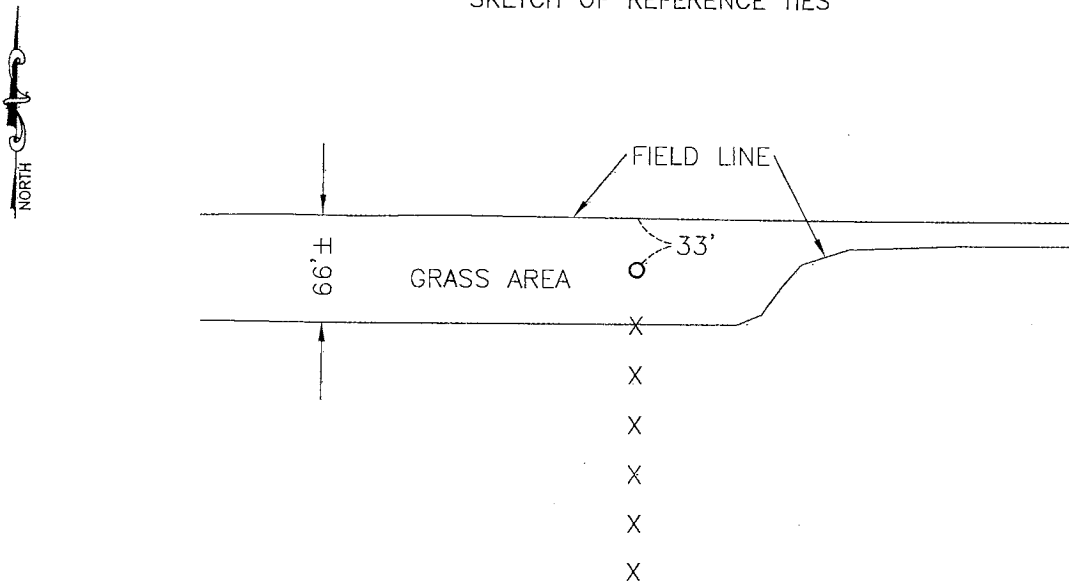 SKETCH OF REFERENCE TIES
NORTH
FIELD LINE
33'
66' ±
GRASS AREA
X
X
X
X
X
X